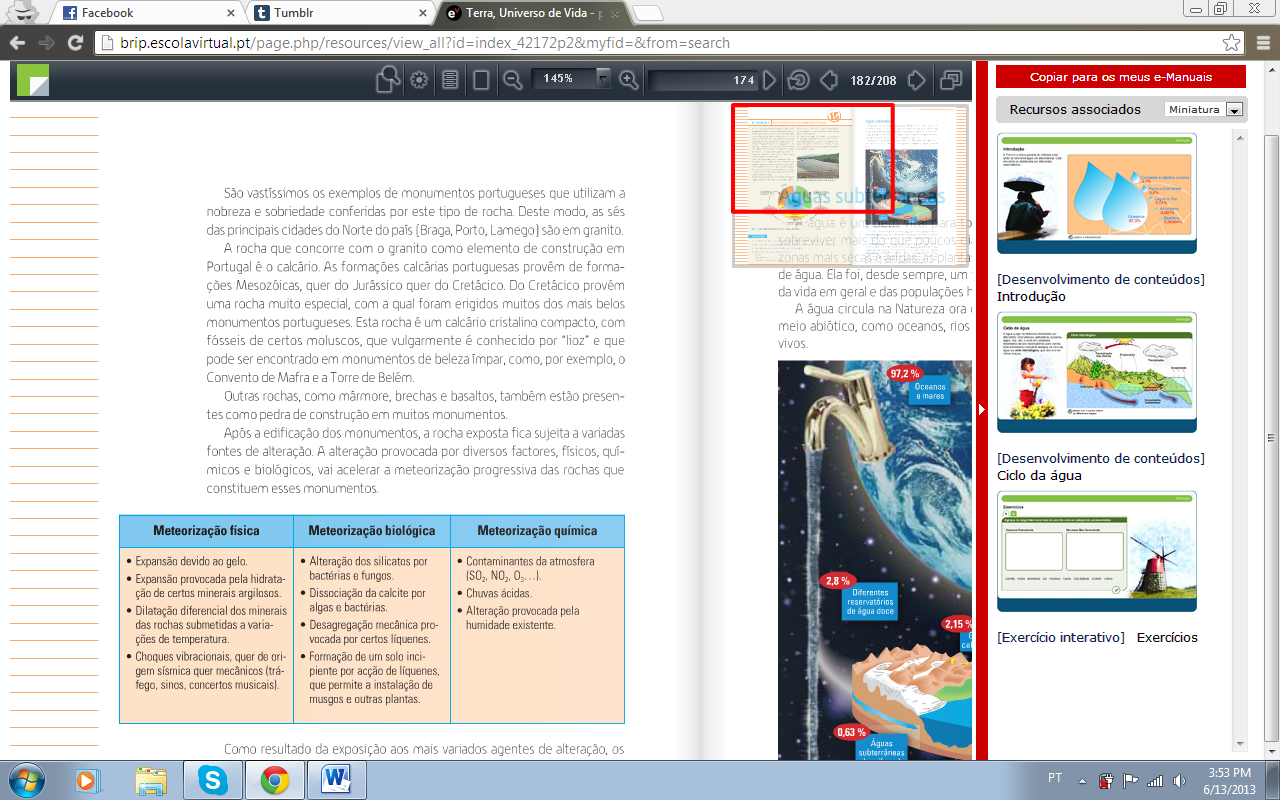 Facebook
Tumblr
Terra, Universo de Vida - p
brip.escolavirtual.pt/page.php/resources/view_all?id=index_42172p2&myfid=&from=search
145%
174
182/208
Copiar para os meus e-Manuais
Recursos associados
Miniatura
São vastíssimos os exemplos de monumentos portugueses que utilizam a
nobreza e sobriedade conferidas por este tipo de rocha. Deste modo, as sés
das principais cidades do Norte do país (Braga, Porto, Lamego) são em granito.
A rocha que concorre com o granito como elemento de construção em
Portugal é o calcário. As formações calcárias portuguesas provêm de forma-
ções Mesozóicas, quer do Jurássico quer do Cretácico. Do Cretácico provém
uma rocha muito especial, com a qual foram erigidos muitos dos mais belos
monumentos portugueses. Esta rocha é um calcário cristalino compacto, com
fósseis de certos moluscos, que vulgarmente é conhecido por "lioz" e que
pode ser encontrado em monumentos de beleza ímpar, como, por exemplo, o
Convento de Mafra e a Torre de Belém.
Outras rochas, como mármore, brechas e basaltos, também estão presen-
tes como pedra de construção em muitos monumentos.
Após a edificação dos monumentos, a rocha exposta fica sujeita a variadas
fontes de alteração. A alteração provocada por diversos factores, físicos, quí-
micos e biológicos, vai acelerar a meteorização progressiva das rochas que
constituem esses monumentos.
Meteorização física
• Expansão devido ao gelo.
• Expansão provocada pela hidrata-
ção de certos minerais argilosos.
• Dilatação diferencial dos minerais
das rochas submetidas a varia-
ções de temperatura.
• Choques vibracionais, quer de ori-
gem sísmica quer mecânicos (trá-
fego, sinos, concertos musicais).
Meteorização biológica
• Alteração dos silicatos por
bactérias e fungos.
• Dissociação da calcite por
algas e bactérias.
• Desagregação mecânica pro-
vocada por certos líquenes.
• Formação de um solo inci-
piente por acção de líquenes,
que permite a instalação de
musgos e outras plantas.
Meteorização química
• Contaminantes da atmosfera
(SO₂, NO₂, O₃…).
• Chuvas ácidas.
• Alteração provocada pela
humidade existente.
Como resultado da exposição aos mais variados agentes de alteração, os
Águas subterrâneas
A água é um bem vital para to
sobreviver mais do que poucos di
zonas mais secas e áridas, as planta
de água. Ela foi, desde sempre, um
da vida em geral e das populações h
A água circula na Natureza ora
meio abiótico, como oceanos, rios
vivos.
97,2 %
Oceanos
e mares
2,8 %
Diferentes
reservatórios
de água doce
2,15 %
0,63 %
Águas
subterrâneas
Introdução
[Desenvolvimento de conteúdos]
Introdução
Ciclo da água
[Desenvolvimento de conteúdos]
Ciclo da água
Exercícios
[Exercício interativo] Exercícios
PT
3:53 PM
6/13/2013